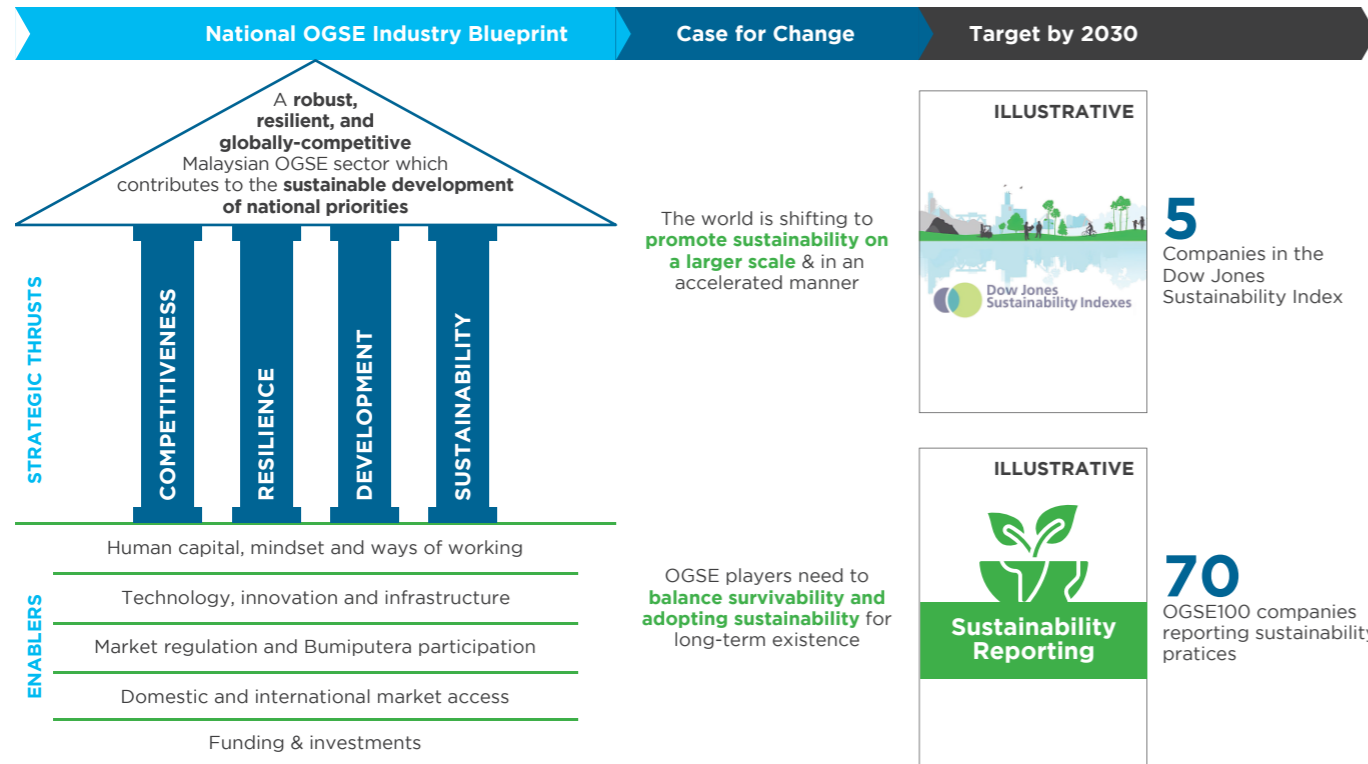 National OGSE Industry Blueprint
Case for Change
Target by 2030
A robust,
resilient, and
globally-competitive
Malaysian OGSE sector which
contributes to the sustainable development
of national priorities
STRATEGIC THRUSTS
COMPETITIVENESS
RESILIENCE
DEVELOPMENT
SUSTAINABILITY
ENABLERS
Human capital, mindset and ways of working
Technology, innovation and infrastructure
Market regulation and Bumiputera participation
Domestic and international market access
Funding & investments
The world is shifting to
promote sustainability on
a larger scale & in an
accelerated manner
OGSE players need to
balance survivability and
adopting sustainability for
long-term existence
ILLUSTRATIVE
Dow Jones
Sustainability Indexes
5
Companies in the
Dow Jones
Sustainability Index
ILLUSTRATIVE
Sustainability
Reporting
70
OGSE100 companies
reporting sustainability
pratices